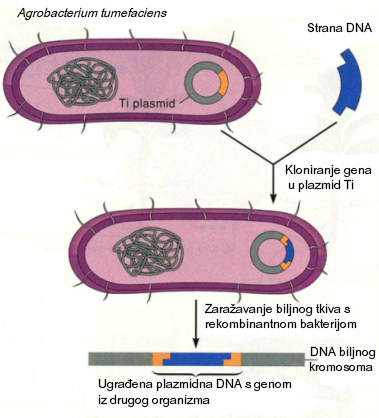 Agrobacterium tumefaciens
Strana DNA
Ti plasmid
Kloniranje gena
u plazmid Ti
Zaražavanje biljnog tkiva s
rekombinantnom bakterijom
DNA biljnog
kromosoma
Ugrađena plazmidna DNA s genom
iz drugog organizma